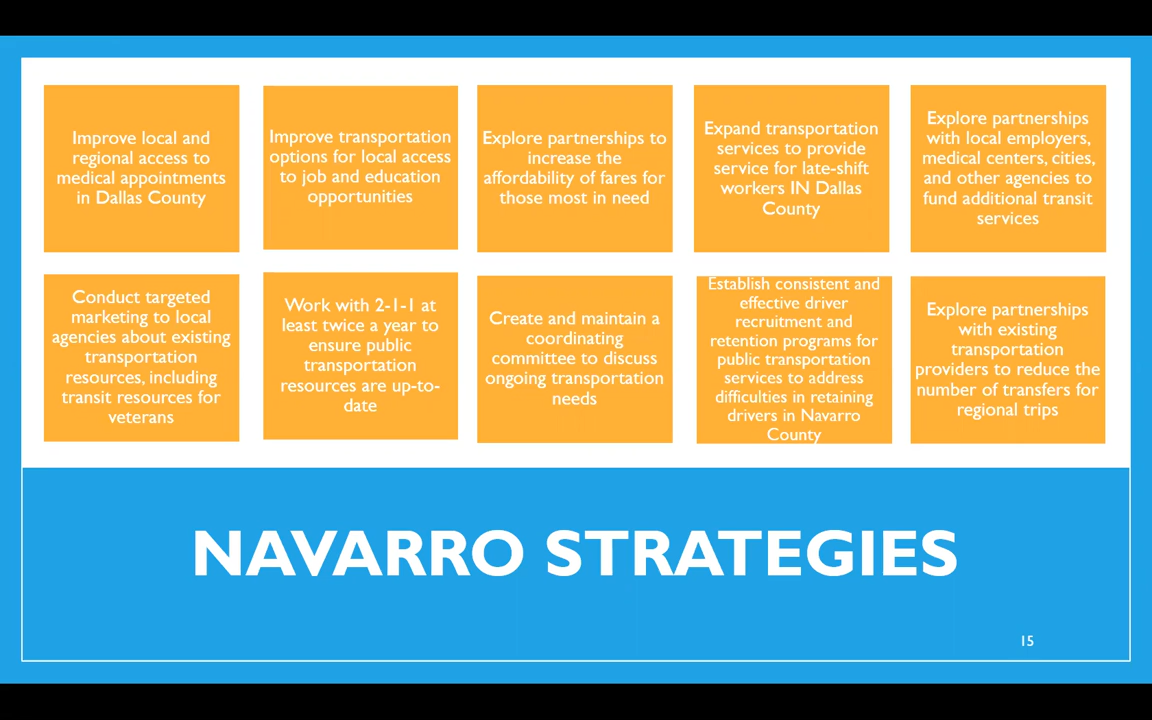 Improve local and
regional access to
medical appointments
in Dallas County
Improve transportation
options for local access
to job and education
opportunities
Explore partnerships to
increase the
affordability of fares for
those most in need
Expand transportation
services to provide
service for late-shift
workers IN Dallas
County
Explore partnerships
with local employers,
medical centers, cities,
and other agencies to
fund additional transit
services
Conduct targeted
marketing to local
agencies about existing
transportation
resources, including
transit resources for
veterans
Work with 2-1-1 at
least twice a year to
ensure public
transportation
resources are up-to-
date
Create and maintain a
coordinating
committee to discuss
ongoing transportation
needs
Establish consistent and
effective driver
recruitment and
retention programs for
public transportation
services to address
difficulties in retaining
drivers in Navarro
County
Explore partnerships
with existing
transportation
providers to reduce the
number of transfers for
regional trips
NAVARRO STRATEGIES
15